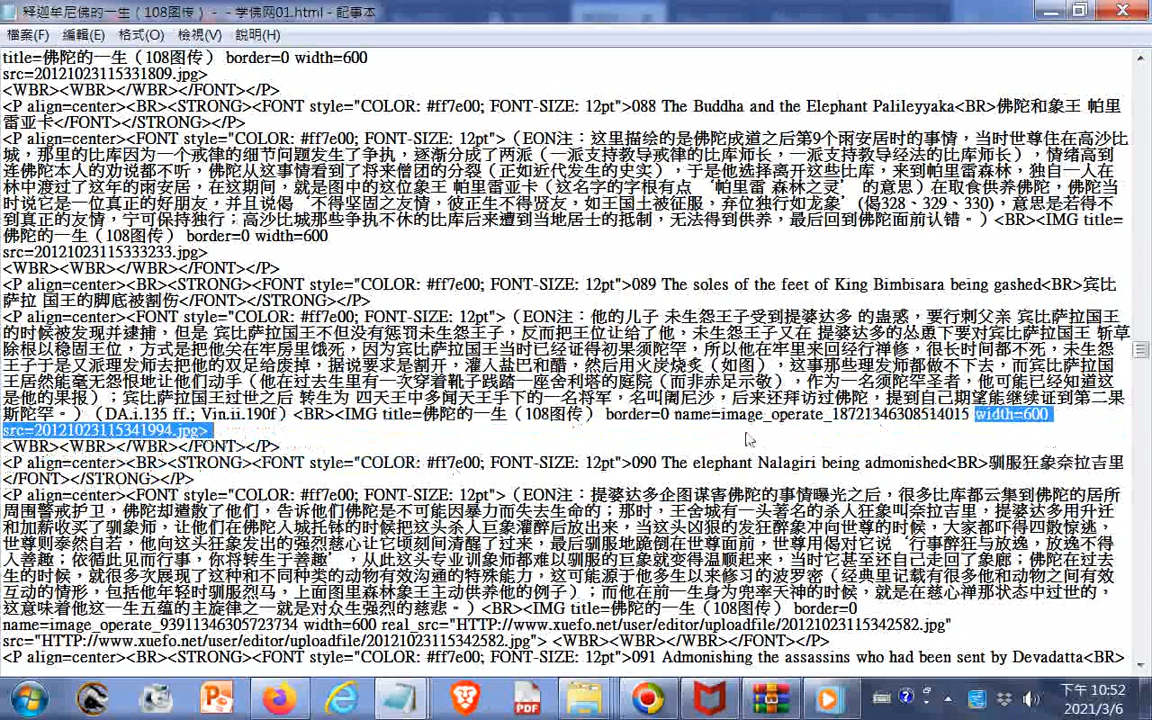 释迦牟尼佛的一生（108图传） - - 学佛网01.html - 記事本
檔案(F) 編輯(E) 格式(O) 檢視(V) 說明(H)
title=佛陀的一生（108图传） border=0 width=600
src=20121023115331809.jpg>
<WBR><WBR></WBR></FONT></P>
<P align=center><BR><STRONG><FONT style="COLOR: #ff7e00; FONT-SIZE: 12pt">088 The Buddha and the Elephant Palileyyaka<BR>佛陀和象王 帕里
雷亚卡</FONT></STRONG></P>
<P align=center><FONT style="COLOR: #ff7e00; FONT-SIZE: 12pt">（EON注：这里描绘的是佛陀成道之后第9个雨安居时的事情，当时世尊住在高沙比
城，那里的比库因为一个戒律的细节问题发生了争执，逐渐分成了两派（一派支持教导戒律的比库师长，一派支持教导经法的比库师长），情绪高到
连佛陀本人的劝说都不听，佛陀从这事情看到了将来僧团的分裂（正如近代发生的史实），于是他选择离开这些比库，来到帕里雷森林，独自一人在
林中渡过了这年的雨安居，在这期间，就是图中的这位象王 帕里雷亚卡（这名字的字根有点‘帕里雷 森林之灵’的意思）在取食供养佛陀，佛陀当
时说它是一位真正的好朋友，并且说偈‘不得坚固之友情，彼正生不得贤友，如王国土被征服，弃位独行如龙象’(偈328、329、330)，意思是若得不
到真正的友情，宁可保持独行；高沙比城那些争执不休的比库后来遭到当地居士的抵制，无法得到供养，最后回到佛陀面前认错。）<BR><IMG title=
佛陀的一生（108图传） border=0 width=600
src=20121023115333233.jpg>
<WBR><WBR></WBR></FONT></P>
<P align=center><BR><STRONG><FONT style="COLOR: #ff7e00; FONT-SIZE: 12pt">089 The soles of the feet of King Bimbisara being gashed<BR>宾比
萨拉 国王的脚底被割伤</FONT></STRONG></P>
<P align=center><FONT style="COLOR: #ff7e00; FONT-SIZE: 12pt">（EON注：他的儿子 未生怨王子受到提婆达多 的蛊惑，要行刺父亲 宾比萨拉国王
的时候被发现并逮捕，但是 宾比萨拉国王不但没有惩罚未生怨王子，反而把王位让给了他，未生怨王子又在 提婆达多的怂恿下要对宾比萨拉国王 斩草
除根以稳固王位，方式是把他关在牢房里饿死，因为宾比萨拉国王当时已经证得初果须陀罕，所以他在牢里来回经行禅修，很长时间都不死，未生怨
王子于是又派理发师去把他的双足给废掉，据说要求是割开，灌入盐巴和醋，然后用火炭烧炙（如图），这事那些理发师都做不下去，而宾比萨拉国
王居然能毫无怨恨地让他们动手（他在过去生里有一次穿着靴子践踏一座舍利塔的庭院（而非赤足示敬），作为一名须陀罕圣者，他可能已经知道这
是他的果报）；宾比萨拉国王过世之后 转生为 四天王中多闻天王手下的一名将军，名叫阇尼沙，后来还拜访过佛陀，提到自己期望能继续证到第二果
斯陀罕。）（DA.i.135 ff.; Vin.ii.190f）<BR><IMG title=佛陀的一生（108图传） border=0 name=image_operate_18721346308514015 width=600
src=20121023115341994.jpg>
<WBR><WBR></WBR></FONT></P>
<P align=center><BR><STRONG><FONT style="COLOR: #ff7e00; FONT-SIZE: 12pt">090 The elephant Nalagiri being admonished<BR>驯服狂象奈拉吉里
</FONT></STRONG></P>
<P align=center><FONT style="COLOR: #ff7e00; FONT-SIZE: 12pt">（EON注：提婆达多企图谋害佛陀的事情曝光之后，很多比库都云集到佛陀的居所
周围警戒护卫，佛陀却遣散了他们，告诉他们佛陀是不可能因暴力而失去生命的；那时，王舍城有一头著名的杀人狂象叫奈拉吉里，提婆达多用升迁
和加薪收买了驯象师，让他们在佛陀入城托钵的时候把这头杀人巨象灌醉后放出来，当这头凶狠的发狂醉象冲向世尊的时候，大家都吓得四散惊逃，
世尊则泰然自若，他向这头狂象发出的强烈慈心让它顷刻间清醒了过来，最后驯服地跪倒在世尊面前，世尊用偈对它说‘行事醉狂与放逸，放逸不得
人善趣；依循此见而行事，你将转生于善趣’，从此这头专业训象师都难以驯服的巨象就变得温顺起来，当时它甚至还自己走回了象廊；佛陀在过去
生的时候，就很多次展现了这种和不同种类的动物有效沟通的特殊能力，这可能源于他多生以来修习的波罗密（经典里记载有很多他和动物之间有效
互动的情形，包括他年轻时驯服烈马，上面图里森林象王主动供养他的例子）；而他在前一生身为兜率天神的时候，就是在慈心禅那状态中过世的，
这意味着他这一生五蕴的主旋律之一就是对众生强烈的慈悲。）<BR><IMG title=佛陀的一生（108图传） border=0
name=image_operate_93911346305723734 width=600 real_src="HTTP://www.xuefo.net/user/editor/uploadfile/20121023115342582.jpg"
src="HTTP://www.xuefo.net/user/editor/uploadfile/20121023115342582.jpg"> <WBR><WBR></WBR></FONT></P>
<P align=center><BR><STRONG><FONT style="COLOR: #ff7e00; FONT-SIZE: 12pt">091 Admonishing the assassins who had been sent by Devadatta<BR>
下午 10:52
2021/3/6